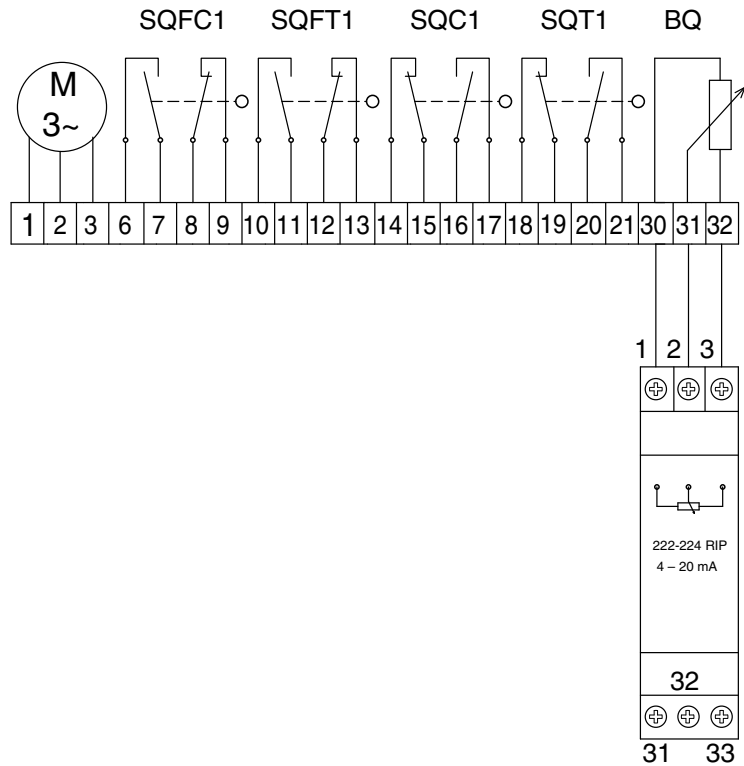 SQFC1 SQFT1 SQC1 SQT1 BQ
M
3~
1 2 3 6 7 8 9 10 11 12 13 14 15 16 17 18 19 20 21 30 31 32
1 2 3
222-224 RIP
4 – 20 mA
32
31 33